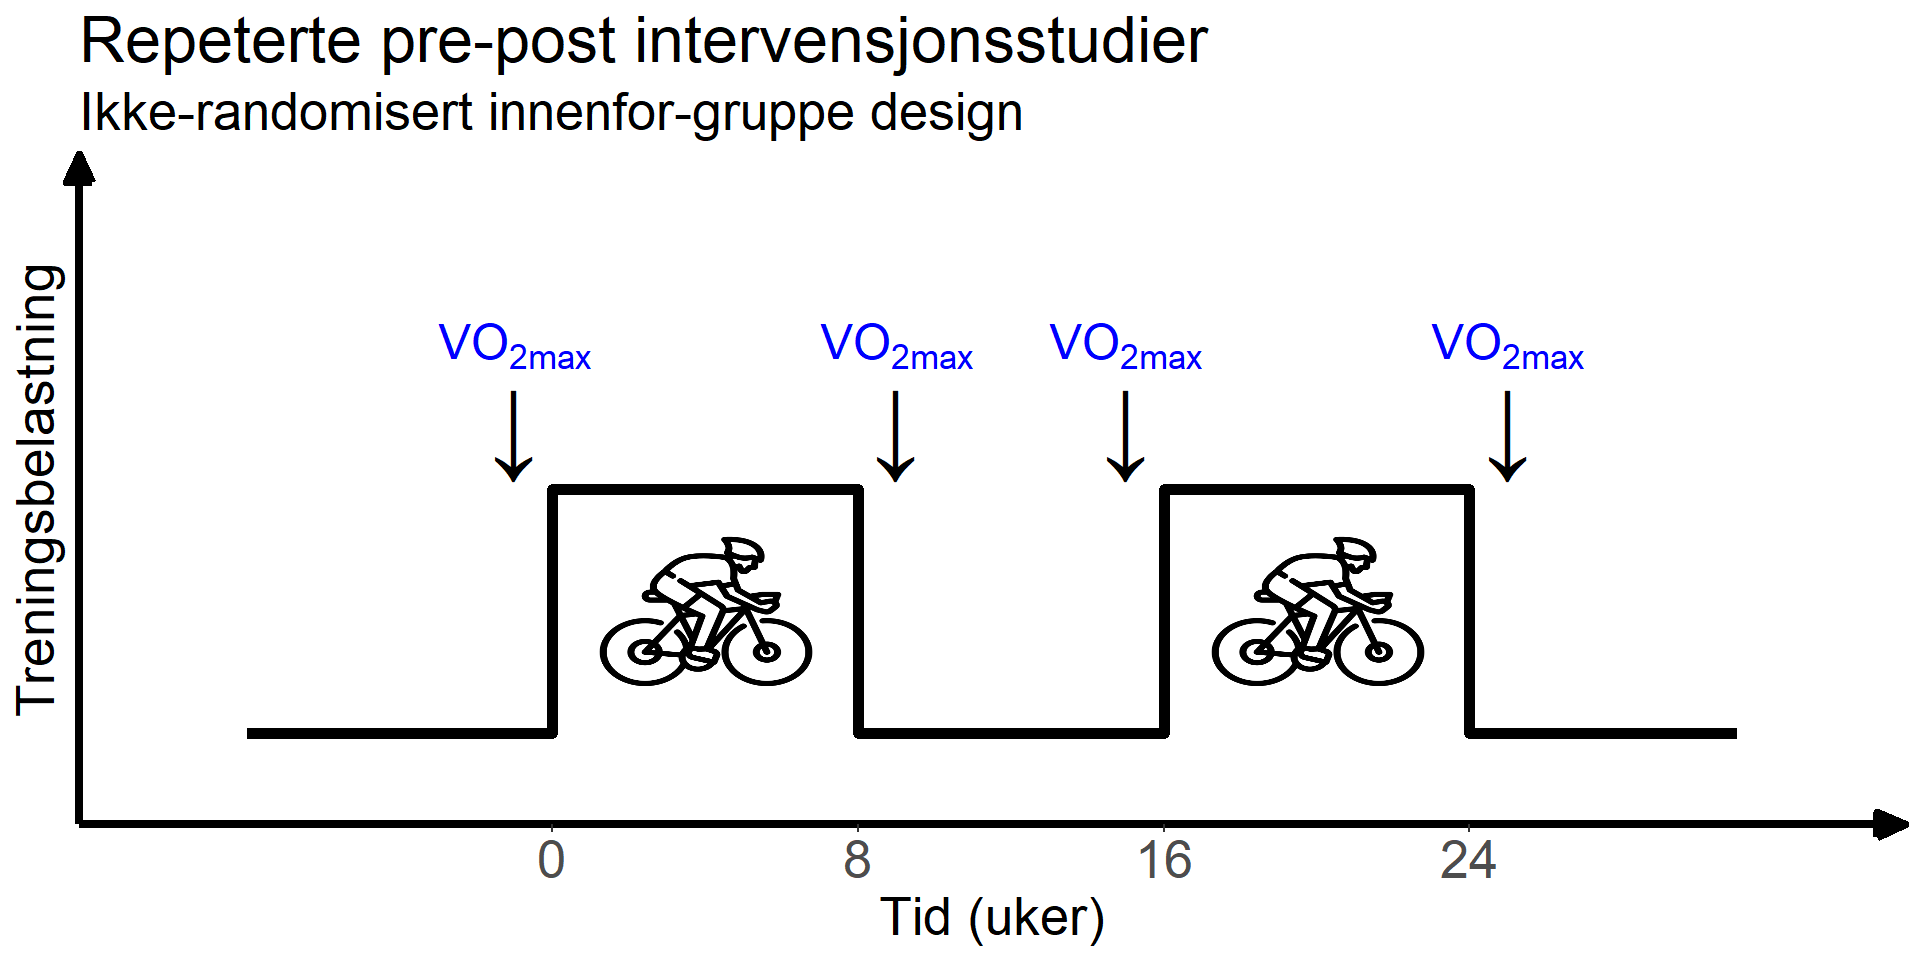 Repeterte pre-post intervensjonsstudier
Ikke-randomisert innenfor-gruppe design
Treningsbelastning
VO2max VO2max VO2max VO2max
0 8 16 24
Tid (uker)